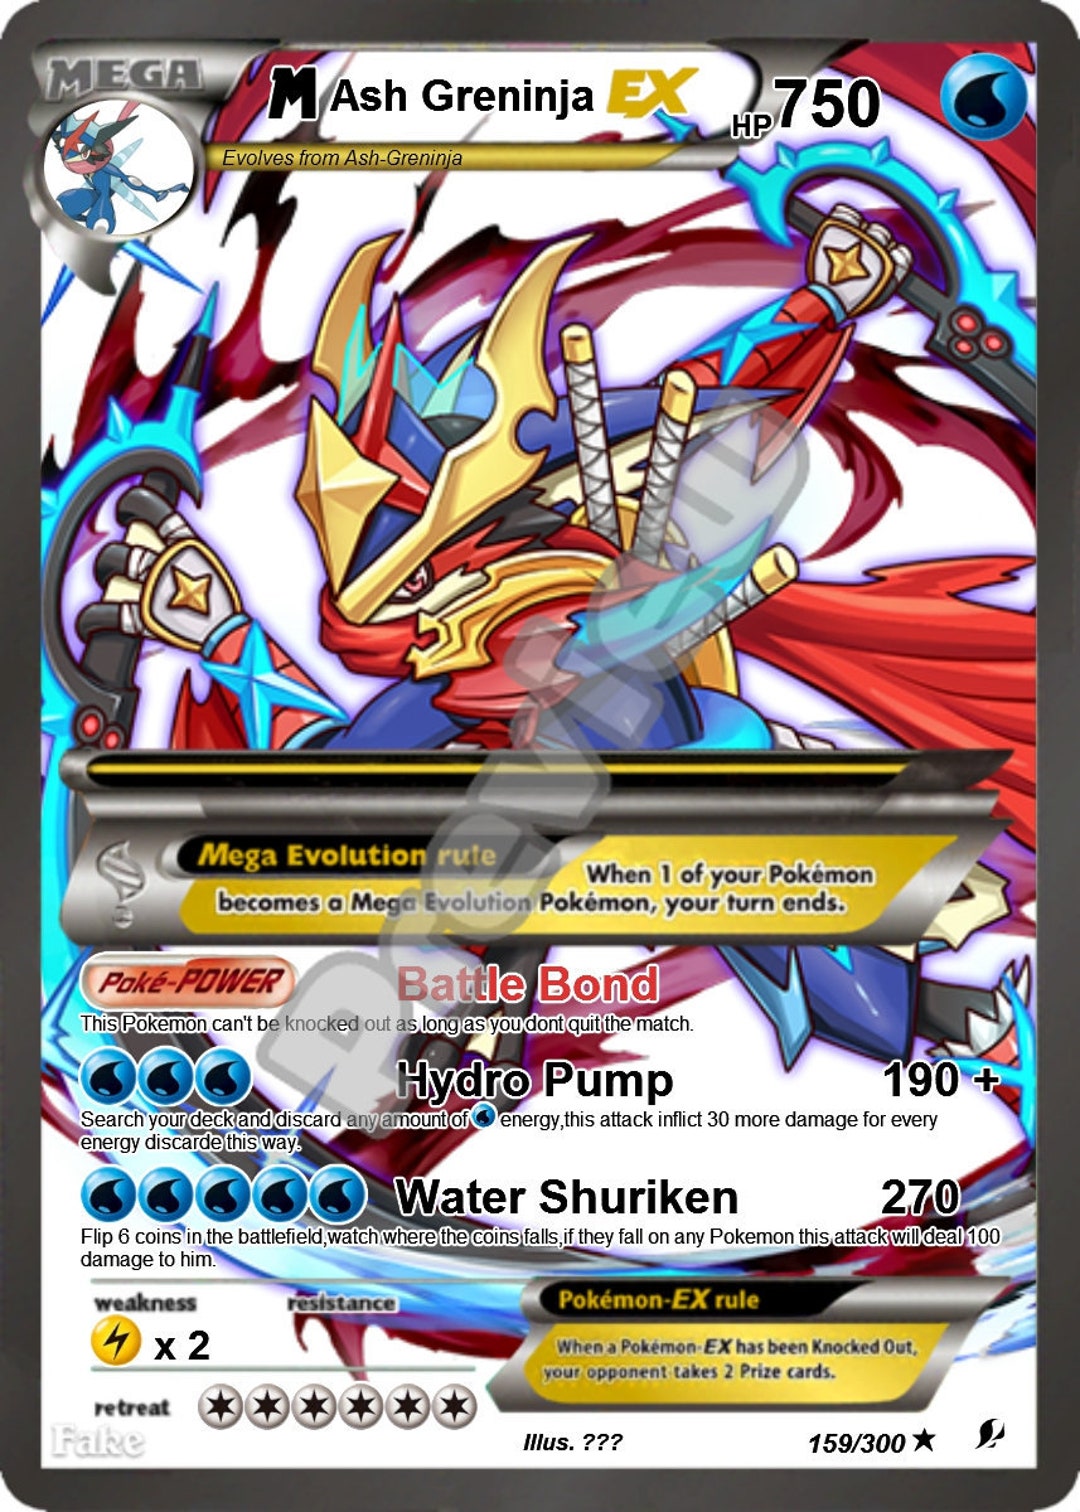 MEGA
M Ash Greninja EX
HP 750
Evolves from Ash-Greninja
Mega Evolution rule
When 1 of your Pokémon
becomes a Mega Evolution Pokémon, your turn ends.
Poké-POWER Battle Bond
This Pokemon can't be knocked out as long as you dont quit the match.
Hydro Pump 190 +
Search your deck and discard any amount of energy,this attack inflict 30 more damage for every
energy discarde this way.
Water Shuriken 270
Flip 6 coins in the battlefield,watch where the coins falls,if they fall on any Pokemon this attack will deal 100
damage to him.
weakness resistance
x 2
Pokémon-EX rule
When a Pokémon-EX has been Knocked Out,
your opponent takes 2 Prize cards.
retreat
Fake
Illus. ???
159/300 ★
Preview